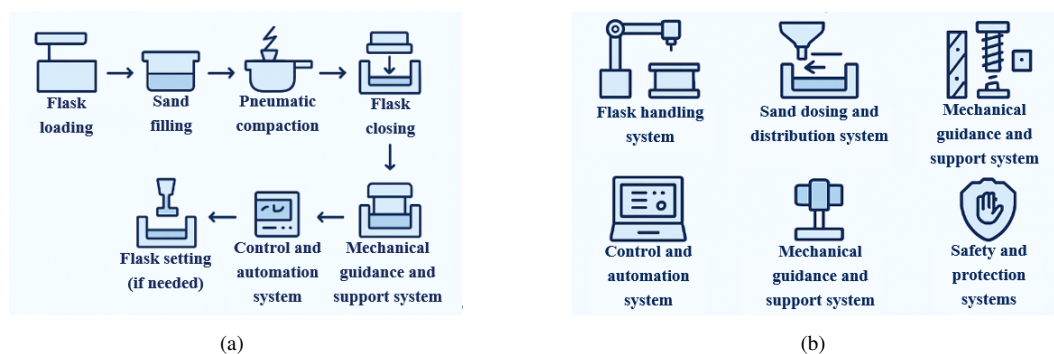 Flask
loading
Sand
filling
Pneumatic
compaction
Flask
closing
Flask setting
(if needed)
Control and
automation
system
Mechanical
guidance and
support system
(a)
Flask handling
system
Sand dosing and
distribution system
Mechanical
guidance and
support system
Control and
automation
system
Mechanical
guidance and
support system
Safety and
protection
systems
(b)